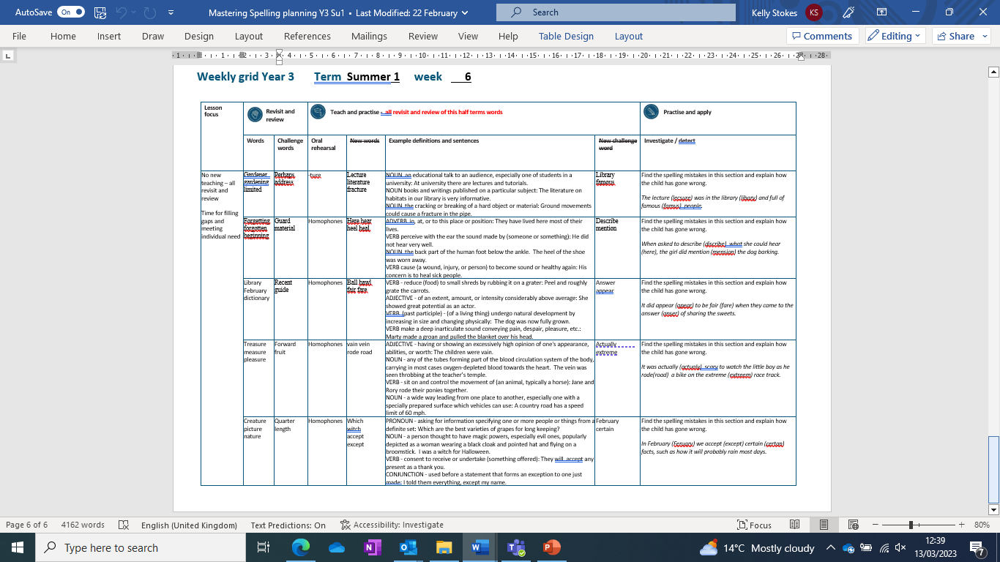 AutoSave On Mastering Spelling planning Y3 Su1 • Last Modified: 22 February Search Kelly Stokes KS
File Home Insert Draw Design Layout References Mailings Review View Help Table Design Layout Comments Editing Share
1 1 2 3 4 5 6 7 8 9 10 11 12 13 14 15 16 17 18 19 20 21 22 23 24 25 26 28
Weekly grid Year 3 Term Summer 1 week 6
Lesson focus
Revisit and review
Teach and practise - all revisit and review of this half terms words
Practise and apply
Words
Challenge words
Oral rehearsal
New words
Example definitions and sentences
New challenge word
Investigate / detect
No new
teaching – all
revisit and
review
Time for filling
gaps and
meeting
individual need
Gardener
gardening
limited
Perhaps
address
-ture
Lecture
literature
fracture
NOUN an educational talk to an audience, especially one of students in a
university: At university there are lectures and tutorials.
NOUN books and writings published on a particular subject: The literature on
habitats in our library is very informative.
NOUN the cracking or breaking of a hard object or material: Ground movements
could cause a fracture in the pipe.
Library
famous
Find the spelling mistakes in this section and explain how
the child has gone wrong.
The lecture (lecsure) was in the library (libary) and full of
famous (famus) people.
Forgetting
forgotten
beginning
Guard
material
Homophones
Here hear
heel heal
ADVERB in, at, or to this place or position: They have lived here most of their
lives.
VERB perceive with the ear the sound made by (someone or something): He did
not hear very well.
NOUN the back part of the human foot below the ankle. The heel of the shoe
was worn away.
VERB cause (a wound, injury, or person) to become sound or healthy again: His
concern is to heal sick people.
Describe
mention
Find the spelling mistakes in this section and explain how
the child has gone wrong.
When asked to describe (discribe) what she could hear
(here), the girl did mention (mension) the dog barking.
Library
February
dictionary
Recent
guide
Homophones
Ball bawl
fair fare
VERB - reduce (food) to small shreds by rubbing it on a grater: Peel and roughly
grate the carrots.
ADJECTIVE - of an extent, amount, or intensity considerably above average: She
showed great potential as an actor.
VERB (past participle) - (of a living thing) undergo natural development by
increasing in size and changing physically: The dog was now fully grown.
VERB make a deep inarticulate sound conveying pain, despair, pleasure, etc.:
Marty made a groan and pulled the blanket over his head.
Answer
appear
Find the spelling mistakes in this section and explain how
the child has gone wrong.
It did appear (apear) to be fair (fare) when they came to the
answer (anser) of sharing the sweets.
Treasure
measure
pleasure
Forward
fruit
Homophones
vain vein
rode road
ADJECTIVE - having or showing an excessively high opinion of one's appearance,
abilities, or worth: The children were vain.
NOUN - any of the tubes forming part of the blood circulation system of the body,
carrying in most cases oxygen-depleted blood towards the heart. The vein was
seen throbbing at the teacher's temple.
VERB - sit on and control the movement of (an animal, typically a horse): Jane and
Rory rode their ponies together.
NOUN - a wide way leading from one place to another, especially one with a
specially prepared surface which vehicles can use: A country road has a speed
limit of 60 mph.
Actually
extreme
Find the spelling mistakes in this section and explain how
the child has gone wrong.
It was actually (actualy) scary to watch the little boy as he
rode(road) a bike on the extreme (extreem) race track.
Creature
picture
nature
Quarter
length
Homophones
Which
witch
accept
except
PRONOUN - asking for information specifying one or more people or things from a
definite set: Which are the best varieties of grapes for long keeping?
NOUN - a person thought to have magic powers, especially evil ones, popularly
depicted as a woman wearing a black cloak and pointed hat and flying on a
broomstick. I was a witch for Halloween.
VERB - consent to receive or undertake (something offered): They will accept any
present as a thank you.
CONJUNCTION - used before a statement that forms an exception to one just
made: I told them everything, except my name.
February
certain
Find the spelling mistakes in this section and explain how
the child has gone wrong.
In February (Feruary) we accept (except) certain (certan)
facts, such as how it will probably rain most days.
Page 6 of 6 4162 words English (United Kingdom) Text Predictions: On Accessibility: Investigate Focus 80%
Type here to search 14°C Mostly cloudy 12:39
13/03/2023 7